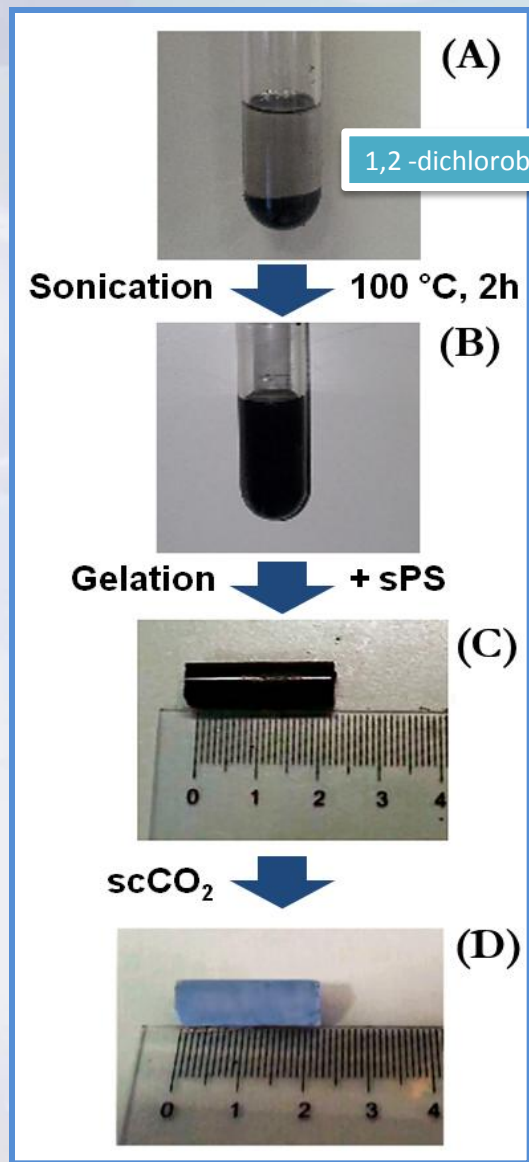 (A)
1,2 -dichlorob
Sonication 100 °C, 2h
(B)
Gelation + sPS
(C)
0 1 2 3 4
scCO₂
(D)
0 1 2 3 4